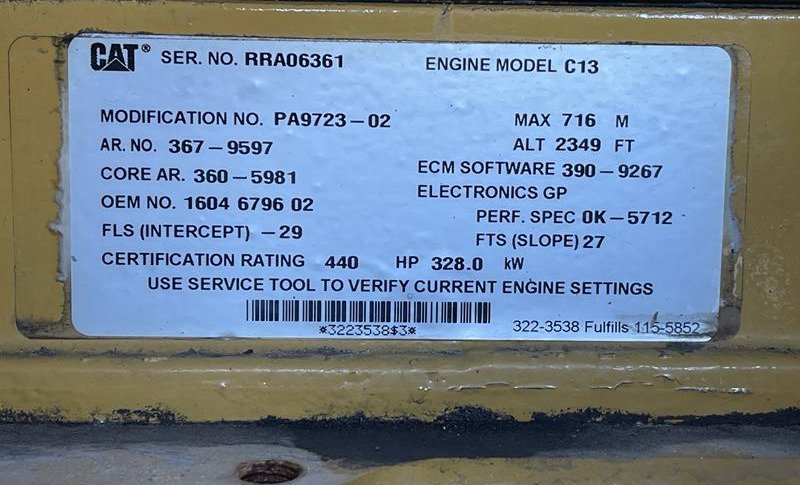 CAT® SER. NO. RRA06361 ENGINE MODEL C13
MODIFICATION NO. PA9723-02 MAX 716 M
AR. NO. 367-9597 ALT 2349 FT
CORE AR. 360-5981 ECM SOFTWARE 390-9267
OEM NO. 1604 6796 02 ELECTRONICS GP
FLS (INTERCEPT) -29 PERF. SPEC 0K-5712
FTS (SLOPE) 27
CERTIFICATION RATING 440 HP 328.0 kW
USE SERVICE TOOL TO VERIFY CURRENT ENGINE SETTINGS
*3223538$3* 322-3538 Fulfills 115-5852